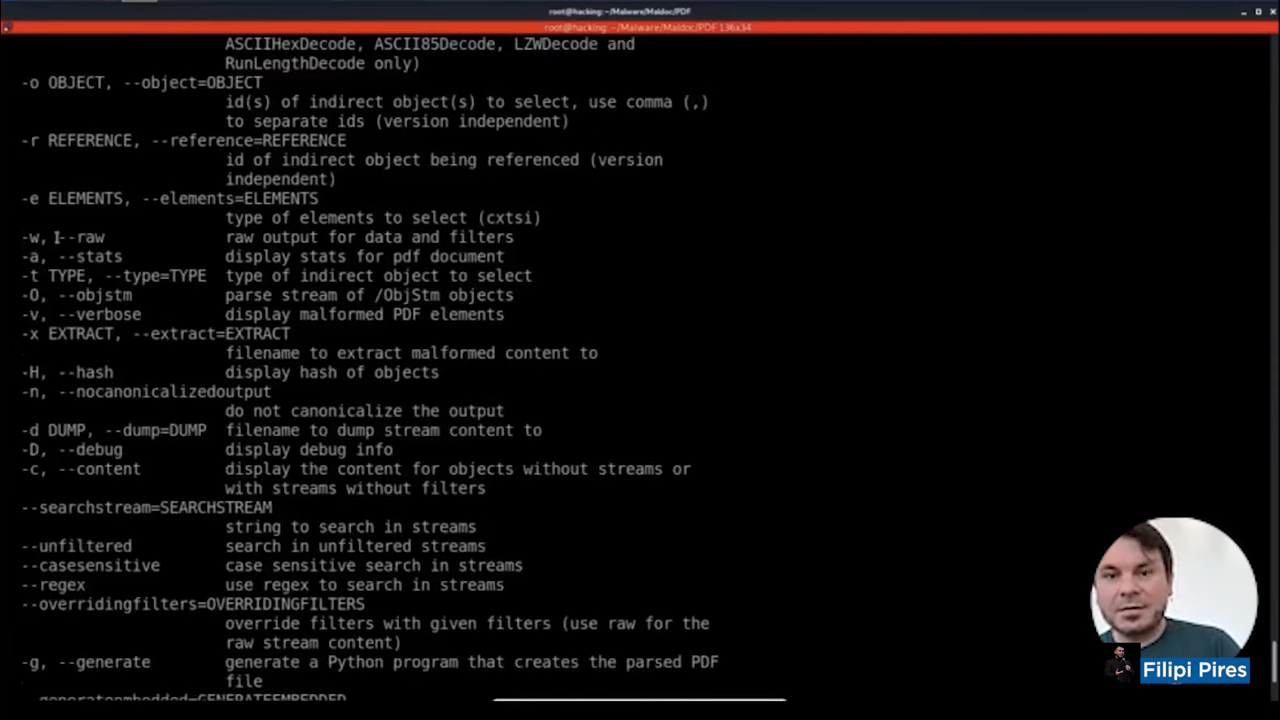 root@hacking: ~/Malware/Maldoc/PDF
root@hacking: ~/Malware/Maldoc/PDF 136x34
ASCIIHexDecode, ASCII85Decode, LZWDecode and
RunLengthDecode only)
-o OBJECT, --object=OBJECT
id(s) of indirect object(s) to select, use comma (,)
to separate ids (version independent)
-r REFERENCE, --reference=REFERENCE
id of indirect object being referenced (version
independent)
-e ELEMENTS, --elements=ELEMENTS
type of elements to select (cxtsi)
-w, --raw raw output for data and filters
-a, --stats display stats for pdf document
-t TYPE, --type=TYPE type of indirect object to select
-O, --objstm parse stream of /ObjStm objects
-v, --verbose display malformed PDF elements
-x EXTRACT, --extract=EXTRACT
filename to extract malformed content to
-H, --hash display hash of objects
-n, --nocanonicalizedoutput
do not canonicalize the output
-d DUMP, --dump=DUMP filename to dump stream content to
-D, --debug display debug info
-c, --content display the content for objects without streams or
with streams without filters
--searchstream=SEARCHSTREAM
string to search in streams
--unfiltered search in unfiltered streams
--casesensitive case sensitive search in streams
--regex use regex to search in streams
--overridingfilters=OVERRIDINGFILTERS
override filters with given filters (use raw for the
raw stream content)
-g, --generate generate a Python program that creates the parsed PDF
file
--generateembedded=GENERATEEMBEDDED
Filipi Pires